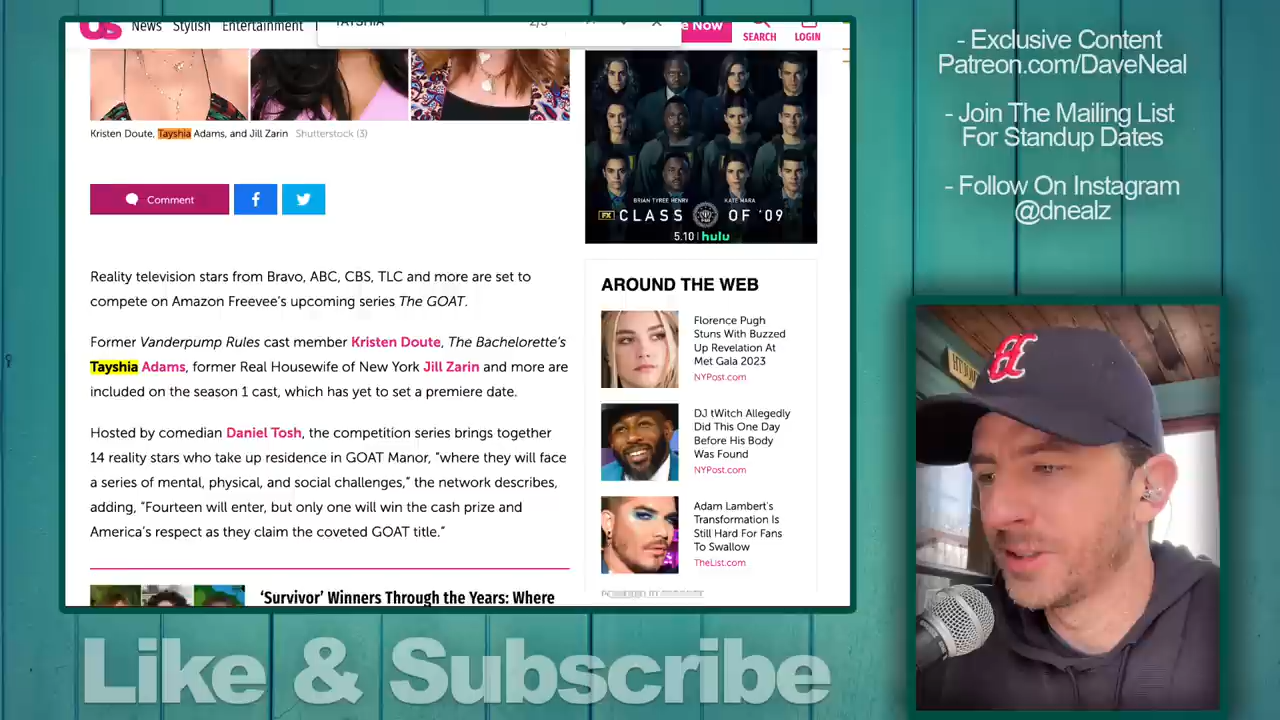 Us
News Stylish Entertainment
TAYSHIA
2/3
e Now
SEARCH
LOGIN
Kristen Doute, Tayshia Adams, and Jill Zarin Shutterstock (3)
Comment
Reality television stars from Bravo, ABC, CBS, TLC and more are set to
compete on Amazon Freevee's upcoming series The GOAT.
Former Vanderpump Rules cast member Kristen Doute, The Bachelorette's
Tayshia Adams, former Real Housewife of New York Jill Zarin and more are
included on the season 1 cast, which has yet to set a premiere date.
Hosted by comedian Daniel Tosh, the competition series brings together
14 reality stars who take up residence in GOAT Manor, "where they will face
a series of mental, physical, and social challenges," the network describes,
adding, "Fourteen will enter, but only one will win the cash prize and
America's respect as they claim the coveted GOAT title."
'Survivor' Winners Through the Years: Where
BRIAN TYREE HENRY KATE MARA
FX CLASS OF '09
5.10 | hulu
AROUND THE WEB
Florence Pugh
Stuns With Buzzed
Up Revelation At
Met Gala 2023
NYPost.com
DJ tWitch Allegedly
Did This One Day
Before His Body
Was Found
NYPost.com
Adam Lambert's
Transformation Is
Still Hard For Fans
To Swallow
TheList.com
- Exclusive Content
Patreon.com/DaveNeal
- Join The Mailing List
For Standup Dates
- Follow On Instagram
@dnealz
Like & Subscribe